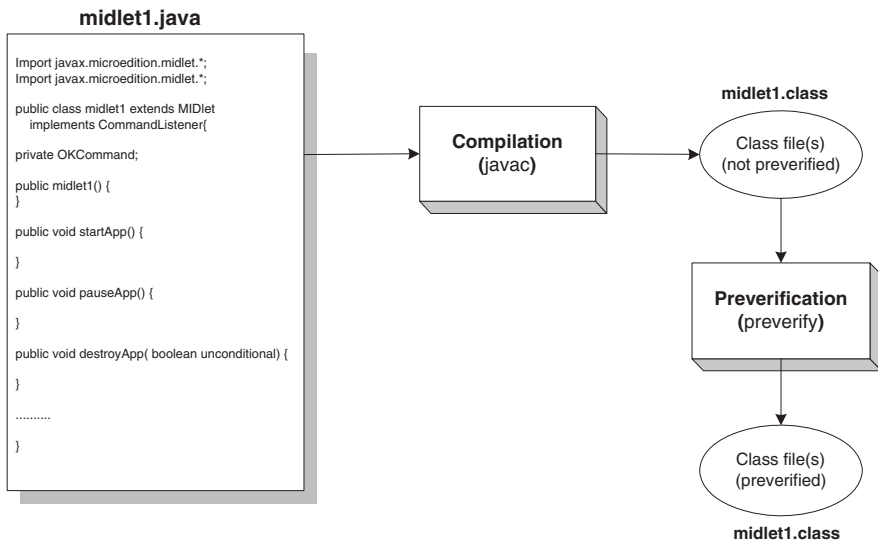 midlet1.java
Import javax.microedition.midlet.*;
Import javax.microedition.midlet.*;
public class midlet1 extends MIDlet
implements CommandListener{
private OKCommand;
public midlet1() {
}
public void startApp() {
}
public void pauseApp() {
}
public void destroyApp( boolean unconditional) {
}
..........
}
Compilation
(javac)
midlet1.class
Class file(s)
(not preverified)
Preverification
(preverify)
Class file(s)
(preverified)
midlet1.class